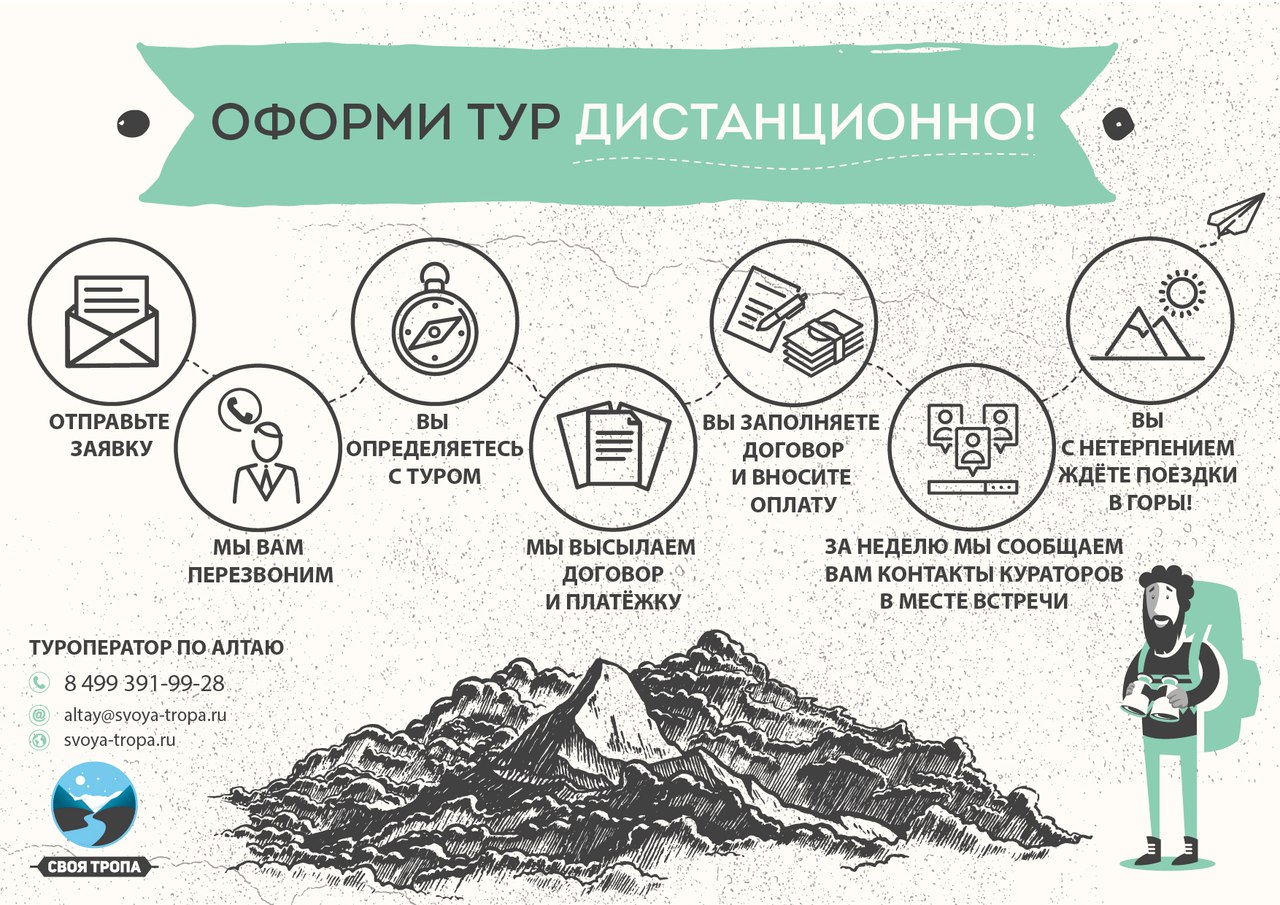 ОФОРМИ ТУР ДИСТАНЦИОННО!
ОТПРАВЬТЕ
ЗАЯВКУ
МЫ ВАМ
ПЕРЕЗВОНИМ
ВЫ
ОПРЕДЕЛЯЕТЕСЬ
С ТУРОМ
МЫ ВЫСЫЛАЕМ
ДОГОВОР
И ПЛАТЁЖКУ
ВЫ ЗАПОЛНЯЕТЕ
ДОГОВОР
И ВНОСИТЕ
ОПЛАТУ
ЗА НЕДЕЛЮ МЫ СООБЩАЕМ
ВАМ КОНТАКТЫ КУРАТОРОВ
В МЕСТЕ ВСТРЕЧИ
ВЫ
С НЕТЕРПЕНИЕМ
ЖДЁТЕ ПОЕЗДКИ
В ГОРЫ!
ТУРОПЕРАТОР ПО АЛТАЮ
8 499 391-99-28
altay@svoya-tropa.ru
svoya-tropa.ru
СВОЯ ТРОПА